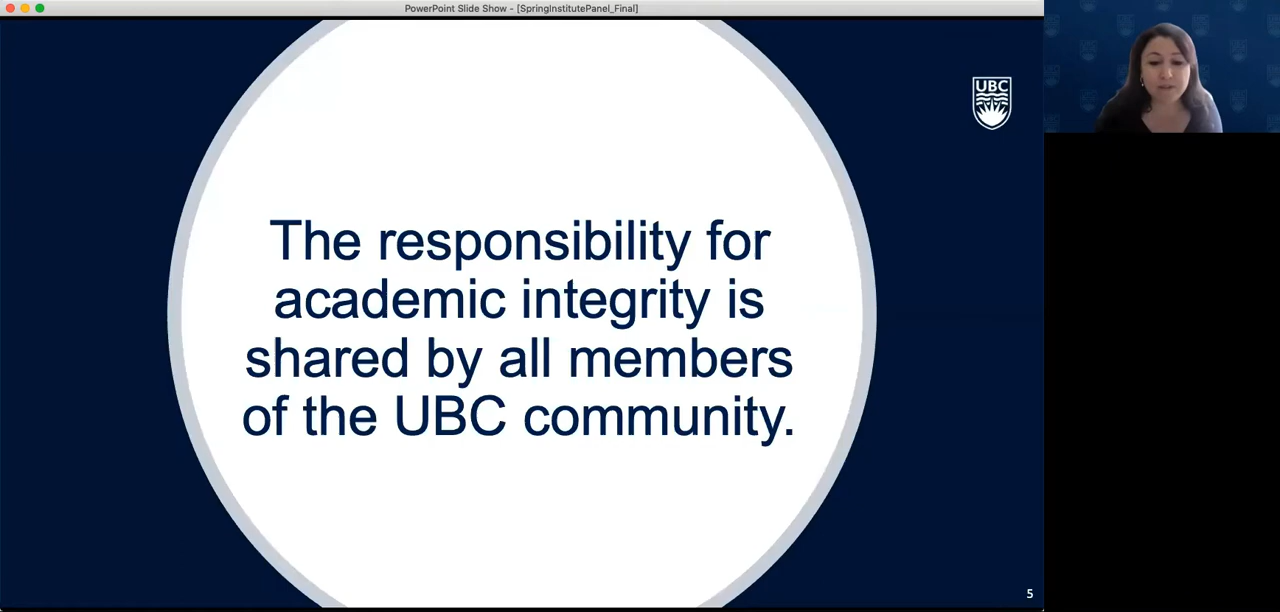 PowerPoint Slide Show - [SpringInstitutePanel_Final]
UBC
The responsibility for
academic integrity is
shared by all members
of the UBC community.
5